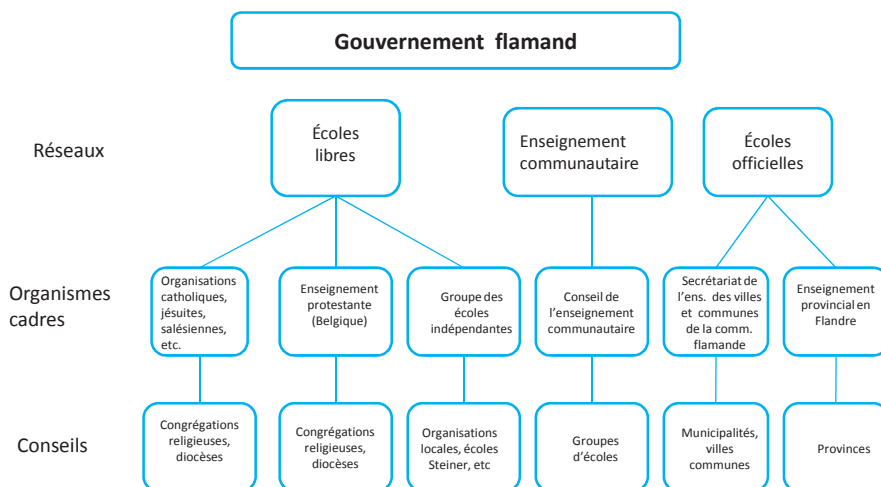 Gouvernement flamand
Réseaux
Écoles
libres
Enseignement
communautaire
Écoles
officielles
Organismes
cadres
Organisations
catholiques,
jésuites,
salésiennes,
etc.
Enseignement
protestante
(Belgique)
Groupe des
écoles
indépendantes
Conseil de
l'enseignement
communautaire
Secrétariat de
l'ens. des villes
et communes
de la comm.
flamande
Enseignement
provincial en
Flandre
Conseils
Congrégations
religieuses,
diocèses
Congrégations
religieuses,
diocèses
Organisations
locales, écoles
Steiner, etc
Groupes
d'écoles
Municipalités,
villes
communes
Provinces